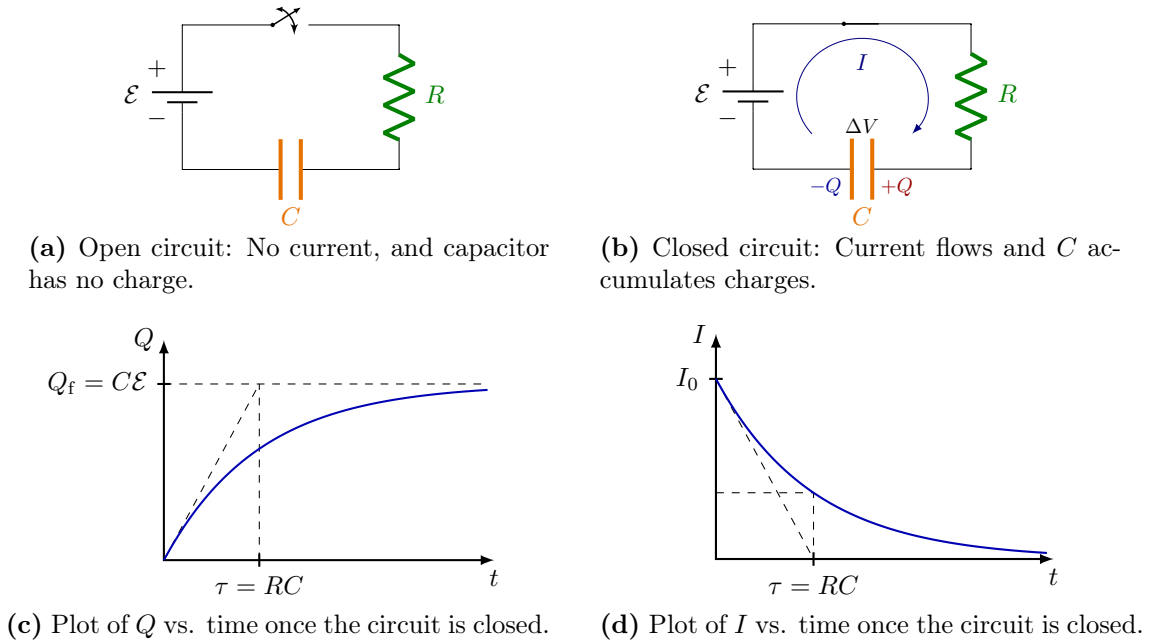 +
ℰ
−
R
C
(a) Open circuit: No current, and capacitor
has no charge.
+
ℰ
−
I
R
ΔV
−Q
+Q
C
(b) Closed circuit: Current flows and C ac-
cumulates charges.
Q
Q_f = Cℰ
τ = RC
t
(c) Plot of Q vs. time once the circuit is closed.
I
I_0
τ = RC
t
(d) Plot of I vs. time once the circuit is closed.